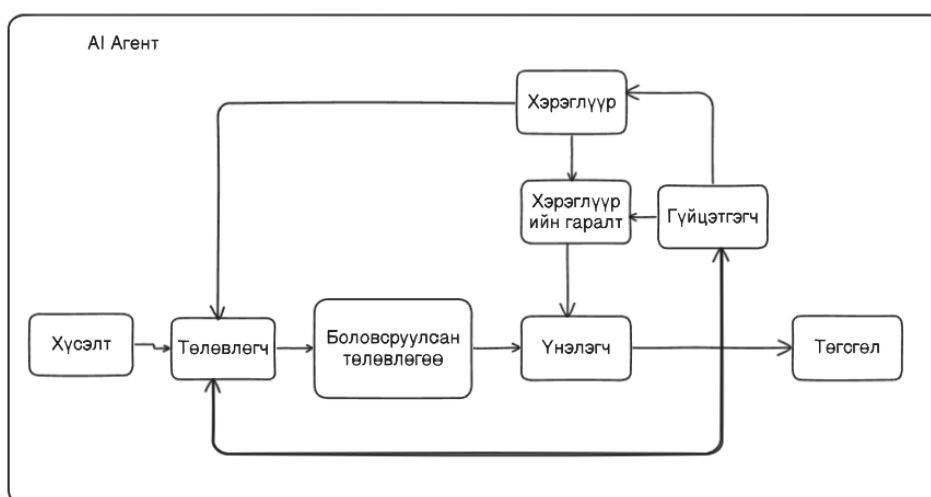 AI Агент
Хэрэглүүр
Хэрэглүүр
ийн гаралт
Гүйцэтгэгч
Хүсэлт
Төлөвлөгч
Боловсруулсан
төлөвлөгөө
Үнэлэгч
Төгсгөл